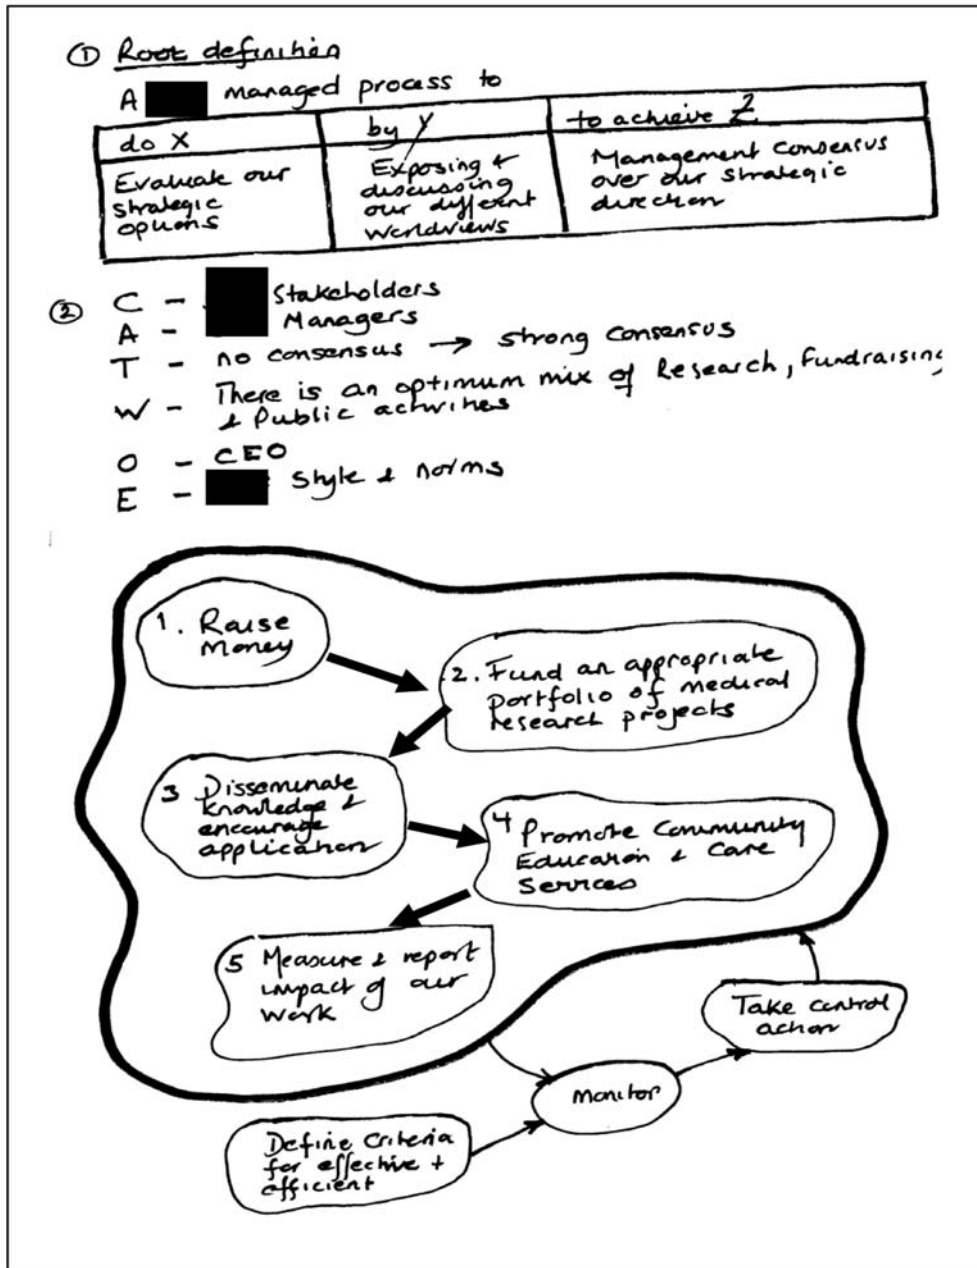 ① Root definition
A managed process to
do X
by Y
to achieve Z
Evaluate our
strategic
options
Exposing &
discussing
our different
worldviews
Management consensus
over our strategic
direction
② C - Stakeholders
A - Managers
T - no consensus → strong consensus
W - There is an optimum mix of Research, Fundraising
& Public activities
O - CEO
E - Style & norms
1. Raise
Money
2. Fund an appropriate
portfolio of medical
research projects
3 Disseminate
knowledge &
encourage
application
4 Promote Community
Education & Care
Services
5 Measure & report
impact of our
work
Take control
action
Monitor
Define Criteria
for effective +
efficient